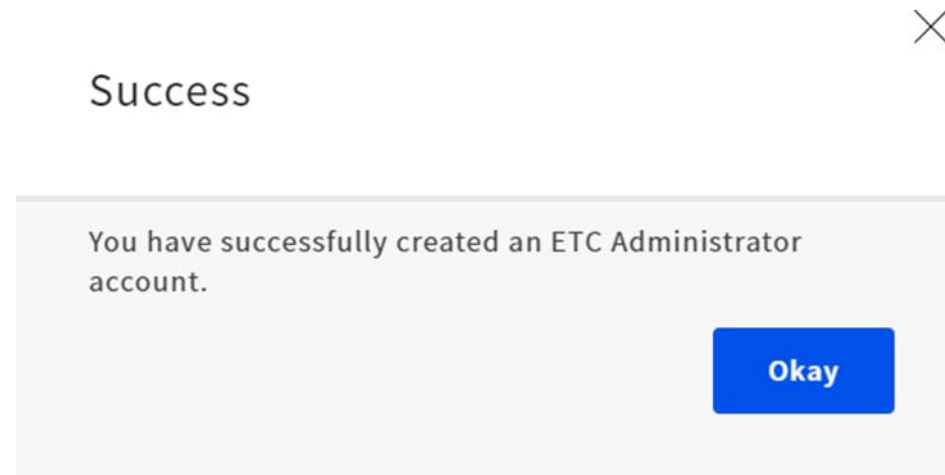 Success
You have successfully created an ETC Administrator
account.
Okay